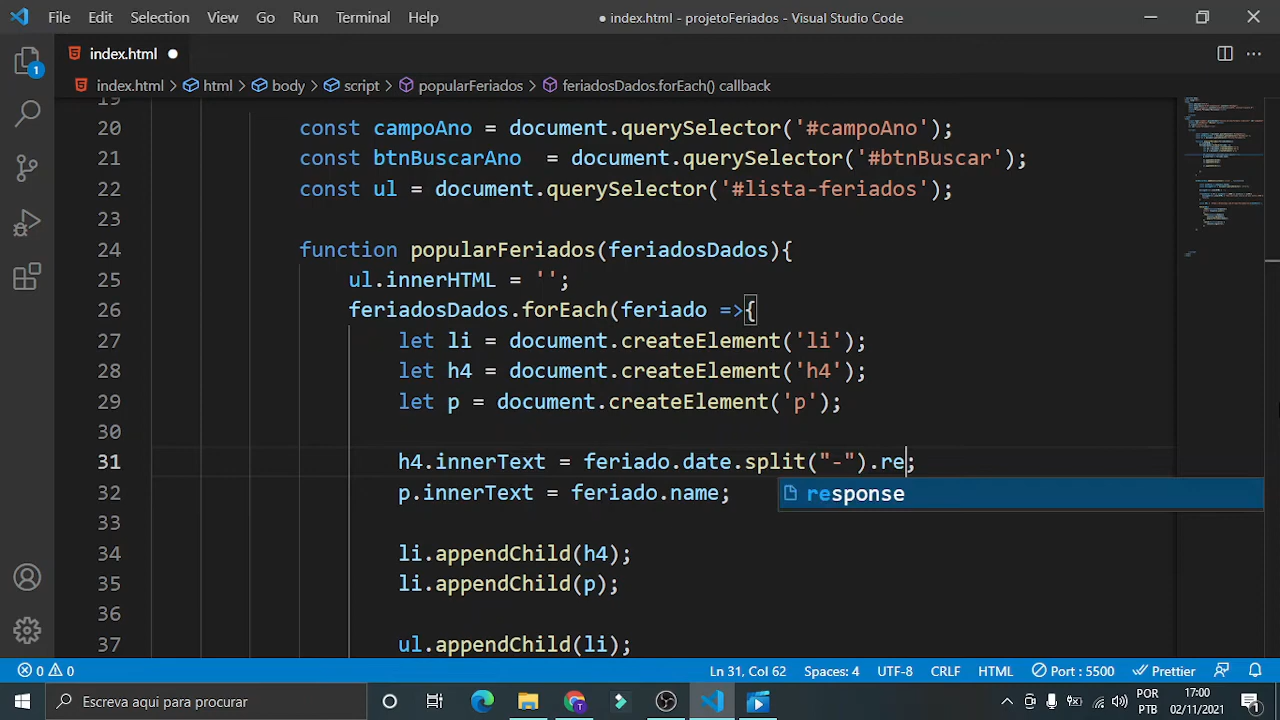 File Edit Selection View Go Run Terminal Help ● index.html - projetoFeriados - Visual Studio Code
index.html
index.html > html > body > script > popularFeriados > feriadosDados.forEach() callback
1
19
20 const campoAno = document.querySelector('#campoAno');
21 const btnBuscarAno  = document.querySelector('#btnBuscar');
22 const ul = document.querySelector('#lista-feriados');
23
24 function popularFeriados(feriadosDados){
25 ul.innerHTML = '';
26 feriadosDados.forEach(feriado =>{
27 let li = document.createElement('li');
28 let h4 = document.createElement('h4');
29 let p = document.createElement('p');
30
31 h4.innerText = feriado.date.split("-").re;
32 p.innerText = feriado.name;
response
33
34 li.appendChild(h4);
35 li.appendChild(p);
36
37 ul.appendChild(li);
0 0 Ln 31, Col 62 Spaces: 4 UTF-8 CRLF HTML Port : 5500 Prettier
Escreva aqui para procurar
POR
PTB
17:00
02/11/2021
1